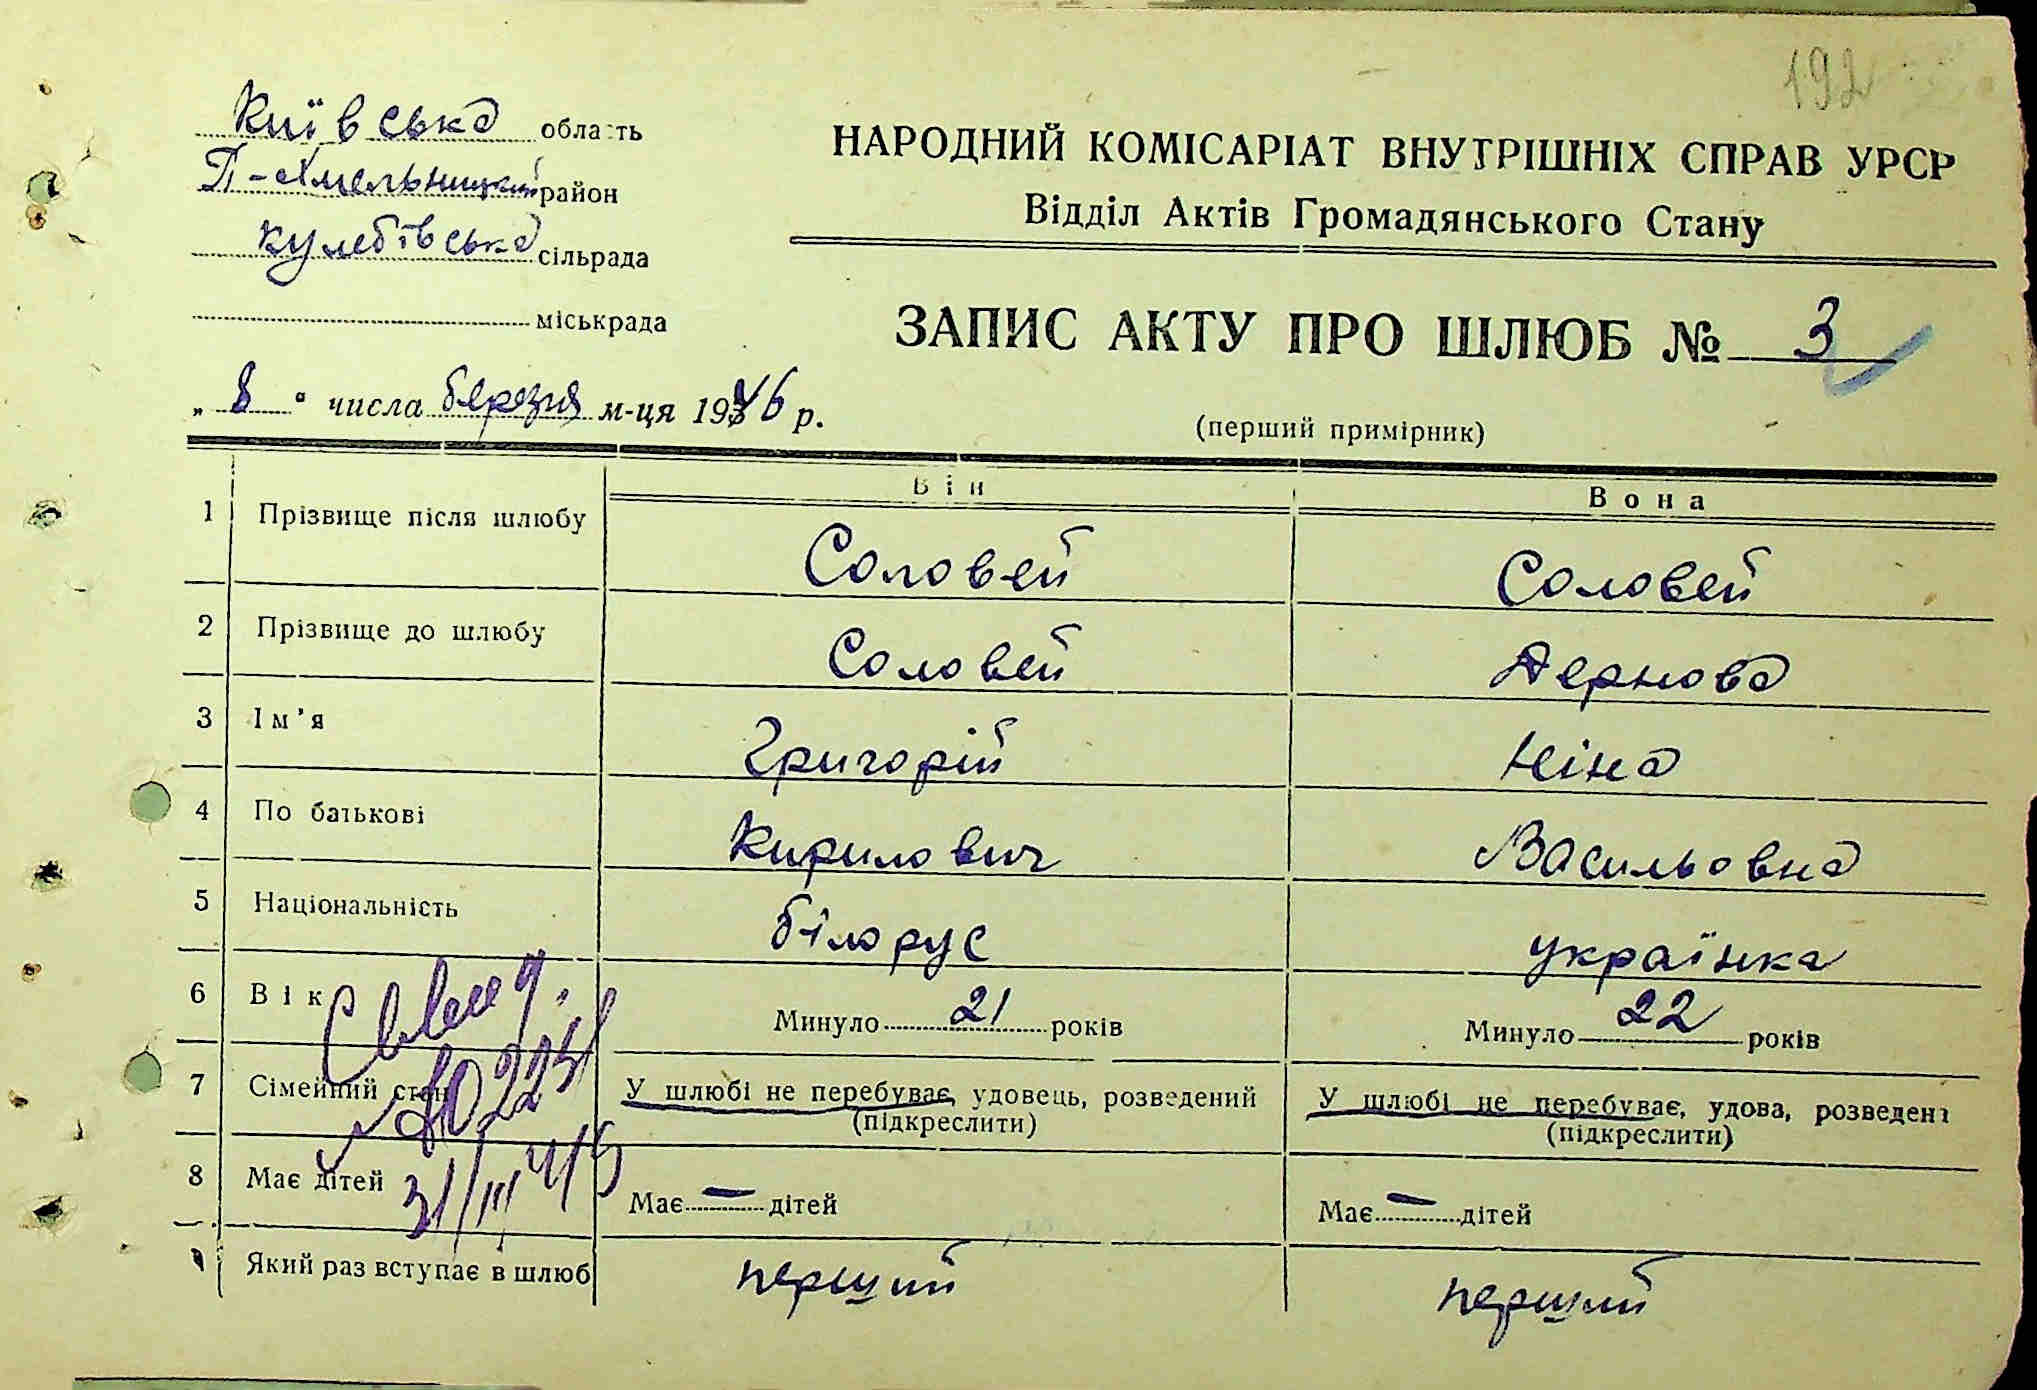 192
Київська область
П-Хмельницький район
Кулебівська сільрада
міськрада
НАРОДНИЙ КОМІСАРІАТ ВНУТРІШНІХ СПРАВ УРСР
Відділ Актів Громадянського Стану
ЗАПИС АКТУ ПРО ШЛЮБ № 3
„ 8 " числа березня м-ця 1946 р.
(перший примірник)
Він Вона
1 Прізвище після шлюбу Соловей Соловей
2 Прізвище до шлюбу Соловей Дернова
3 Ім'я Григорій Ніна
4 По батькові Кирилович Васильовна
5 Національність білорус українка
6 Вік Минуло 21 років Минуло 22 років
7 Сімейний стан У шлюбі не перебуває, удовець, розведений У шлюбі не перебуває, удова, розведена
(підкреслити) (підкреслити)
8 Має дітей Має — дітей Має — дітей
Який раз вступає в шлюб перший перший
31/III